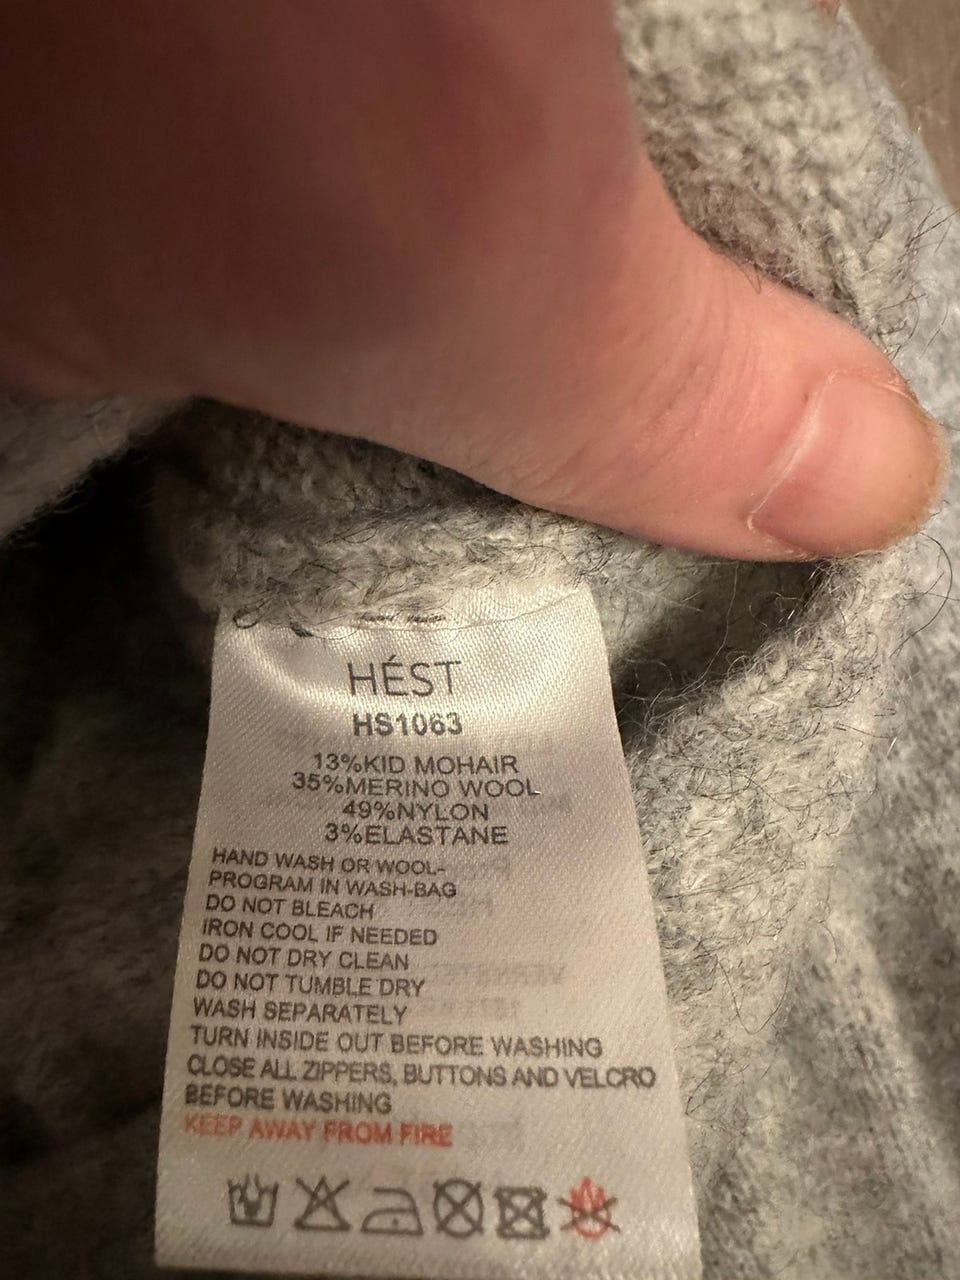 HÉST
HS1063
13%KID MOHAIR
35%MERINO WOOL
49%NYLON
3%ELASTANE
HAND WASH OR WOOL-
PROGRAM IN WASH-BAG
DO NOT BLEACH
IRON COOL IF NEEDED
DO NOT DRY CLEAN
DO NOT TUMBLE DRY
WASH SEPARATELY
TURN INSIDE OUT BEFORE WASHING
CLOSE ALL ZIPPERS, BUTTONS AND VELCRO
BEFORE WASHING
KEEP AWAY FROM FIRE